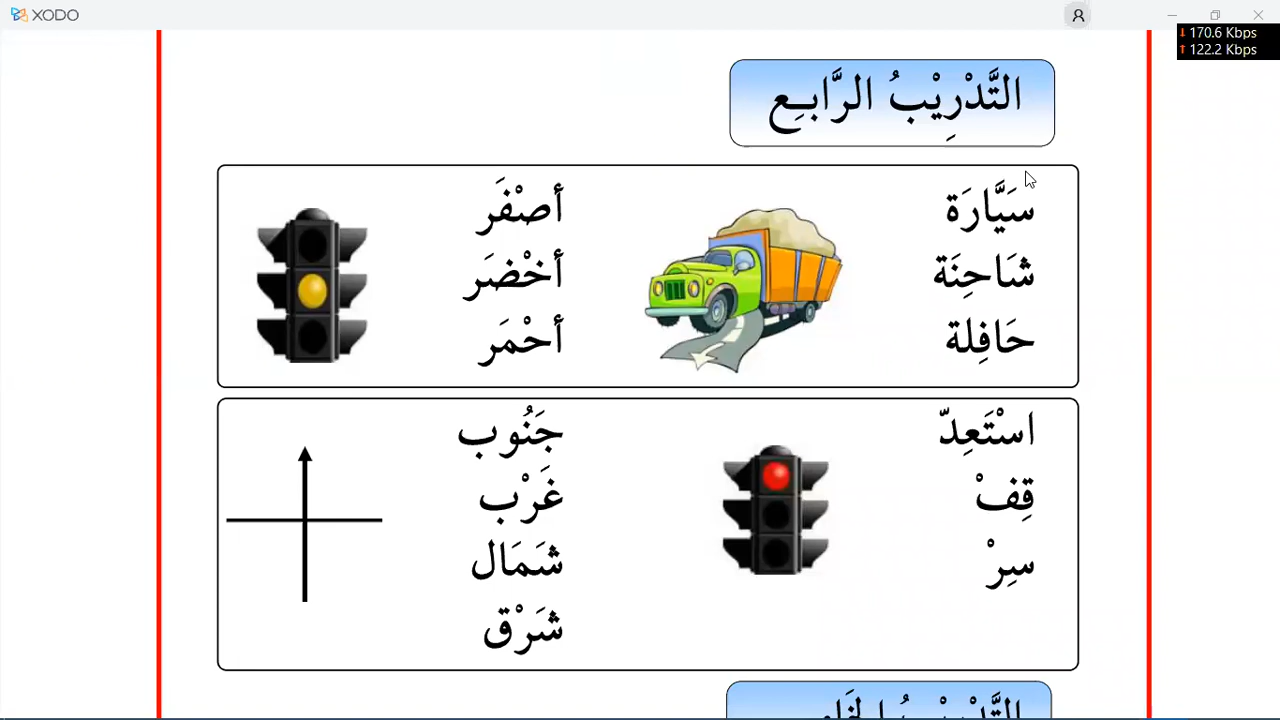 XODO
170.6 Kbps
122.2 Kbps
التَّدْرِيْبُ الرَّابِع
سَيَّارَة
شَاحِنَة
حَافِلة
أصْفَر
أخْضَر
أحْمَر
اسْتَعِدّ
قِفْ
سِرْ
جَنُوب
غَرْب
شَمَال
شَرْق